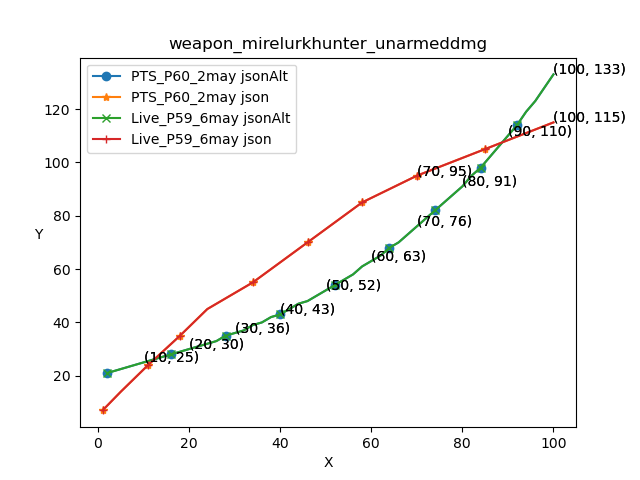 weapon_mirelurkhunter_unarmeddmg
PTS_P60_2may jsonAlt
PTS_P60_2may json
Live_P59_6may jsonAlt
Live_P59_6may json
(100, 133)
(100, 115)
(90, 110)
(70, 95)
(80, 91)
(70, 76)
(60, 63)
(50, 52)
(40, 43)
(30, 36)
(20, 30)
(10, 25)
120
100
80
60
40
20
Y
0 20 40 60 80 100
X